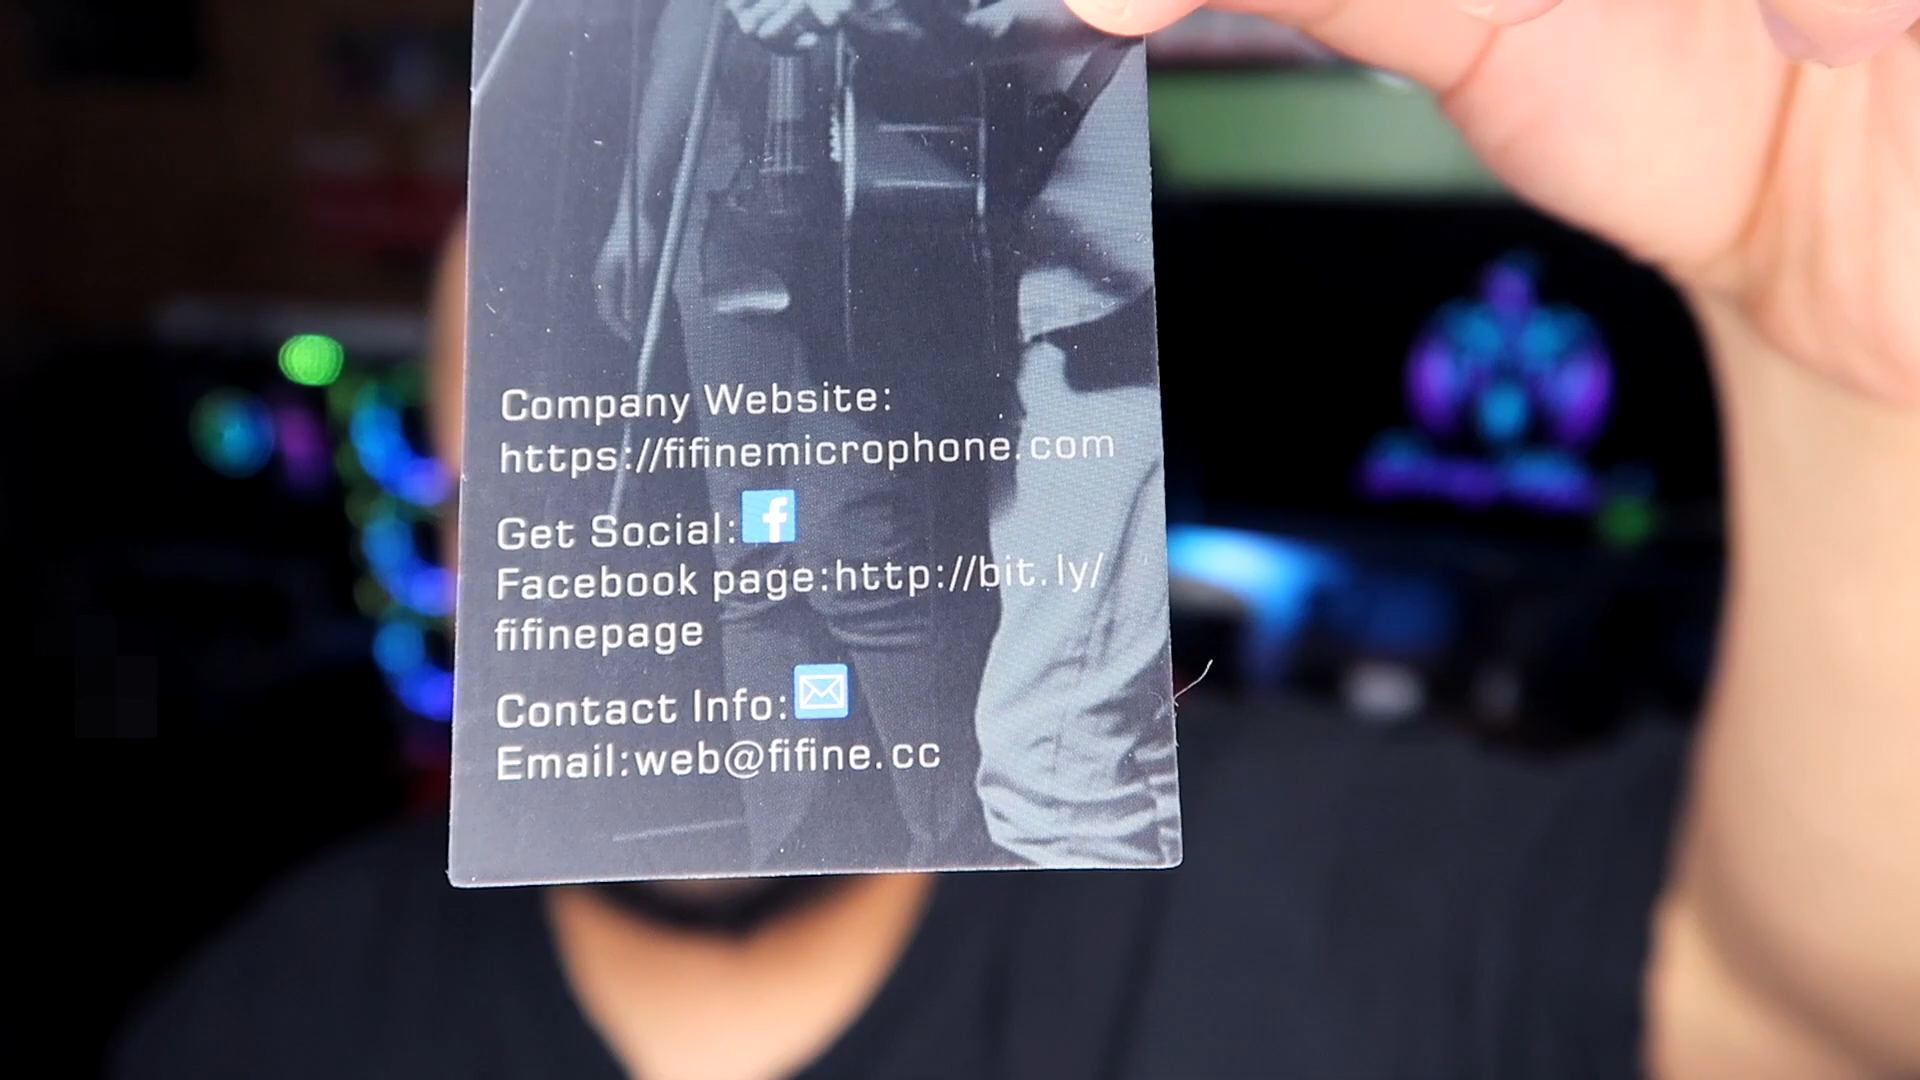 Company Website:
https://fifinemicrophone.com
Get Social:
Facebook page:http://bit.ly/
fifinepage
Contact Info:
Email:web@fifine.cc